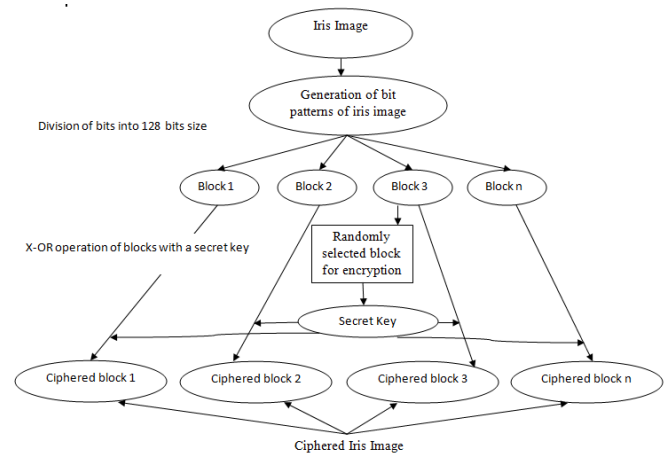 Iris Image
Generation of bit
patterns of iris image
Division of bits into 128 bits size
Block 1
Block 2
Block 3
Block n
X-OR operation of blocks with a secret key
Randomly
selected block
for encryption
Secret Key
Ciphered block 1
Ciphered block 2
Ciphered block 3
Ciphered block n
Ciphered Iris Image